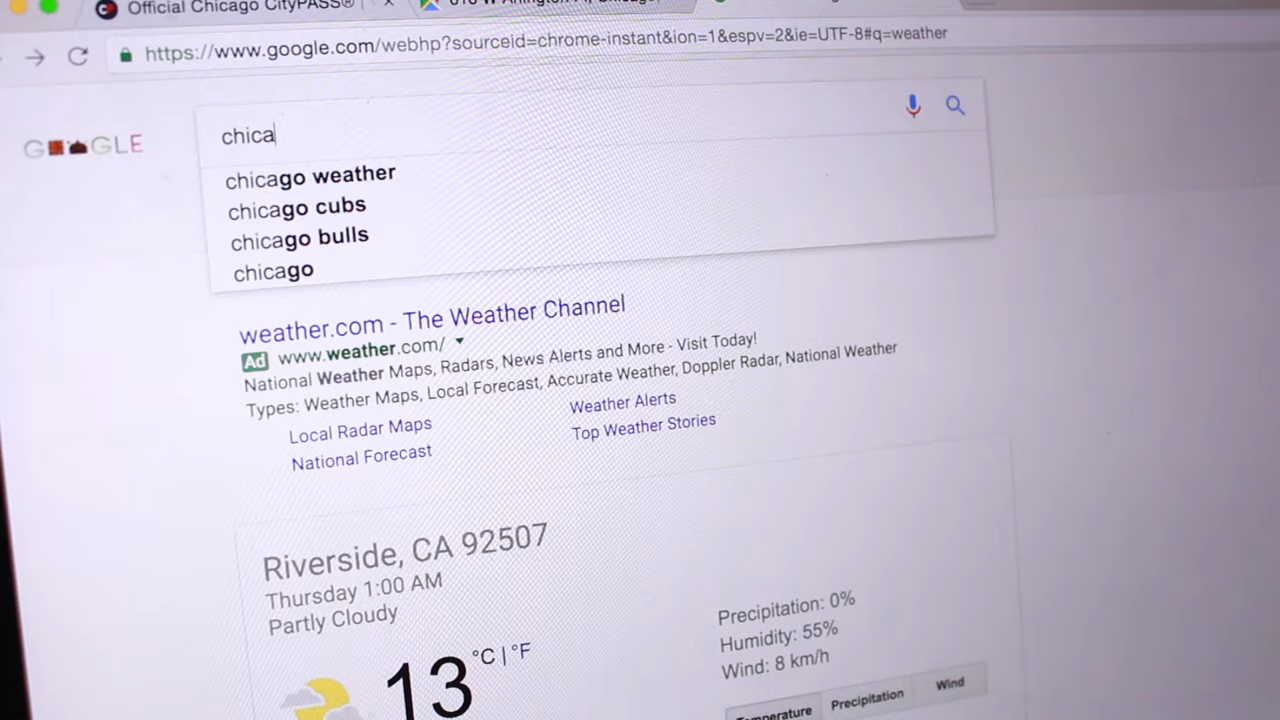 Official Chicago CityPASS® |
https://www.google.com/webhp?sourceid=chrome-instant&ion=1&espv=2&ie=UTF-8#q=weather
GOOGLE
chica
chicago weather
chicago cubs
chicago bulls
chicago
weather.com - The Weather Channel
Ad www.weather.com/
National Weather Maps, Radars, News Alerts and More - Visit Today!
Types: Weather Maps, Local Forecast, Accurate Weather, Doppler Radar, National Weather
Local Radar Maps Weather Alerts
National Forecast Top Weather Stories
Riverside, CA 92507
Thursday 1:00 AM
Partly Cloudy
13 °C | °F
Precipitation: 0%
Humidity: 55%
Wind: 8 km/h
Temperature Precipitation Wind